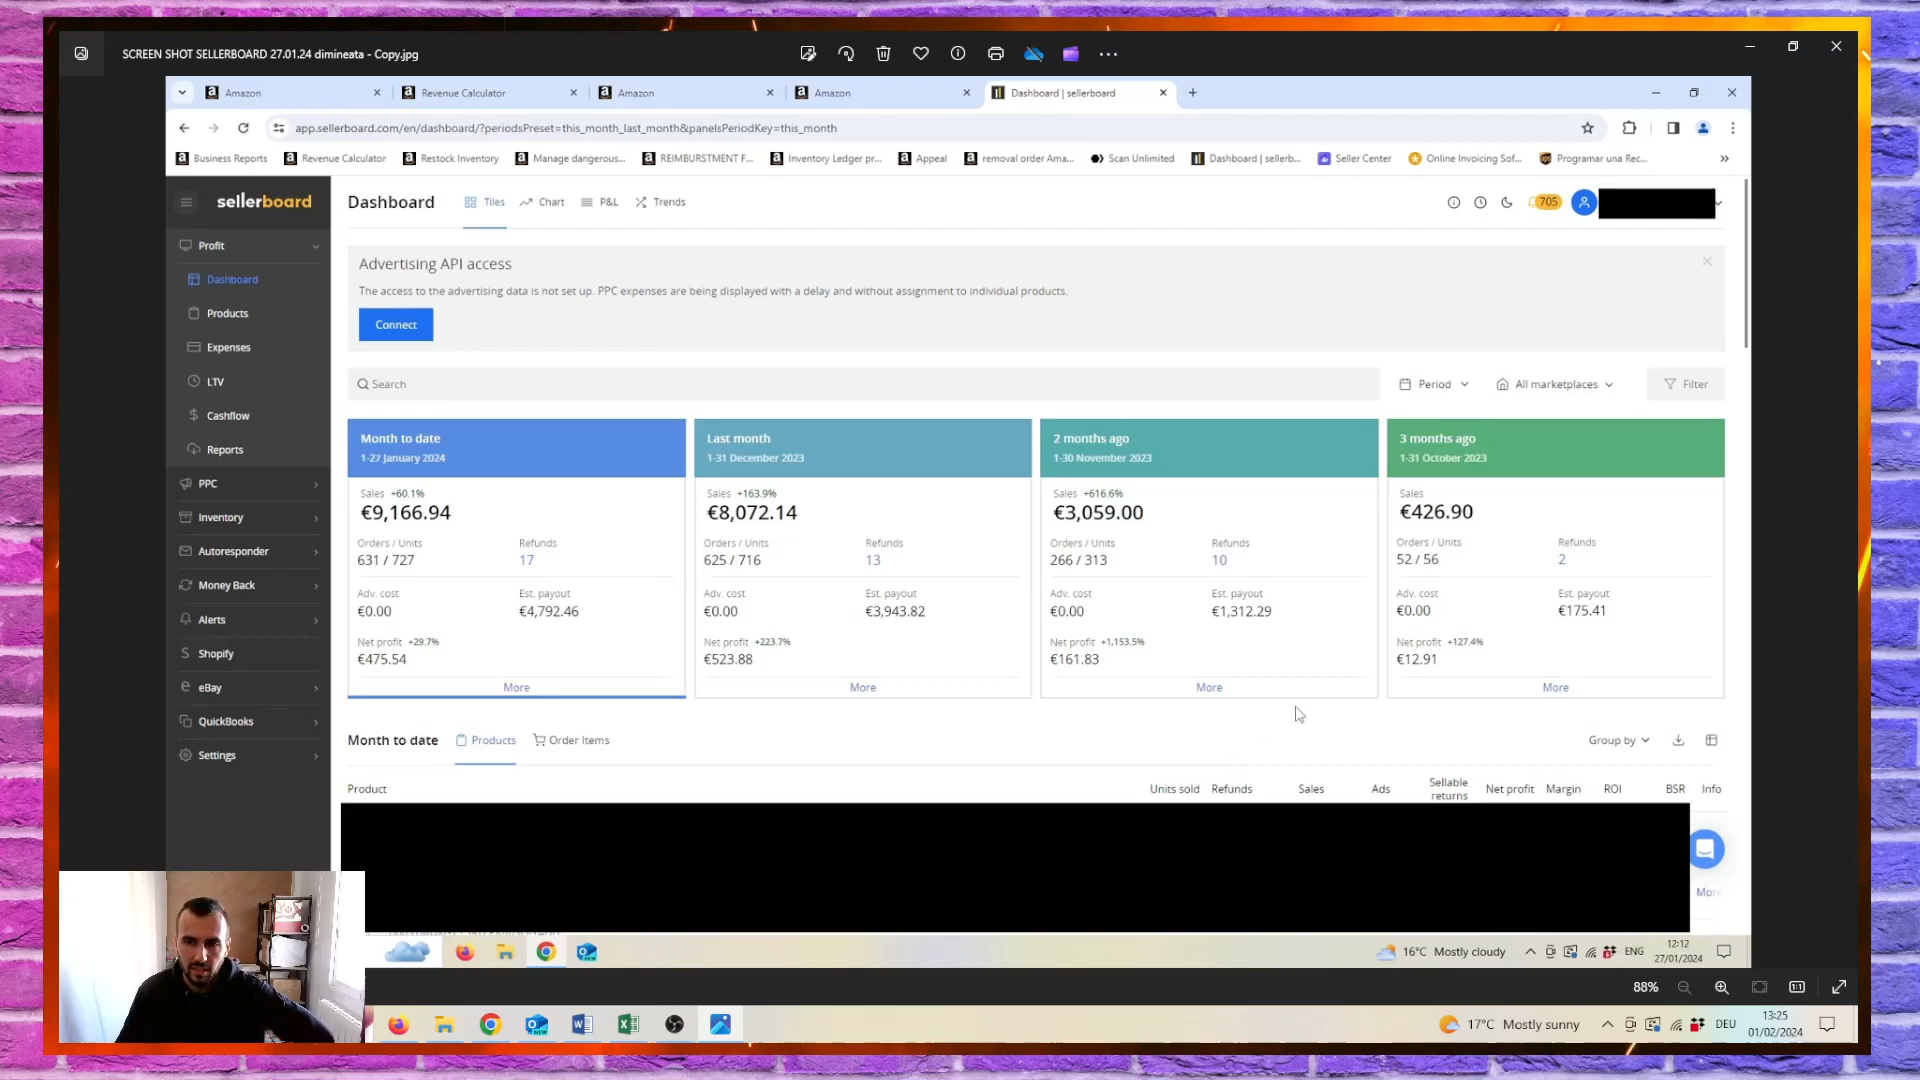 SCREEN SHOT SELLERBOARD 27.01.24 dimineata - Copy.jpg
Amazon
Revenue Calculator
Amazon
Amazon
Dashboard | sellerboard
app.sellerboard.com/en/dashboard/?periodsPreset=this_month_last_month&panelsPeriodKey=this_month
Business Reports
Revenue Calculator
Restock Inventory
Manage dangerous...
REIMBURSTMENT F...
Inventory Ledger pr...
Appeal
removal order Ama...
Scan Unlimited
Dashboard | sellerb...
Seller Center
Online Invoicing Sof...
Programar una Rec...
sellerboard
Profit
Dashboard
Products
Expenses
LTV
Cashflow
Reports
PPC
Inventory
Autoresponder
Money Back
Alerts
Shopify
eBay
QuickBooks
Settings
Dashboard
Tiles
Chart
P&L
Trends
705
Advertising API access
The access to the advertising data is not set up. PPC expenses are being displayed with a delay and without assignment to individual products.
Connect
Search
Period
All marketplaces
Filter
Month to date
1-27 January 2024
Sales +60.1%
€9,166.94
Orders / Units
631 / 727
Refunds
17
Adv. cost
€0.00
Est. payout
€4,792.46
Net profit +29.7%
€475.54
More
Last month
1-31 December 2023
Sales +163.9%
€8,072.14
Orders / Units
625 / 716
Refunds
13
Adv. cost
€0.00
Est. payout
€3,943.82
Net profit +223.7%
€523.88
More
2 months ago
1-30 November 2023
Sales +616.6%
€3,059.00
Orders / Units
266 / 313
Refunds
10
Adv. cost
€0.00
Est. payout
€1,312.29
Net profit +1,153.5%
€161.83
More
3 months ago
1-31 October 2023
Sales
€426.90
Orders / Units
52 / 56
Refunds
2
Adv. cost
€0.00
Est. payout
€175.41
Net profit +127.4%
€12.91
More
Month to date
Products
Order Items
Group by
Product
Units sold
Refunds
Sales
Ads
Sellable returns
Net profit
Margin
ROI
BSR
Info
More
16°C Mostly cloudy
ENG
12:12
27/01/2024
88%
17°C Mostly sunny
DEU
13:25
01/02/2024